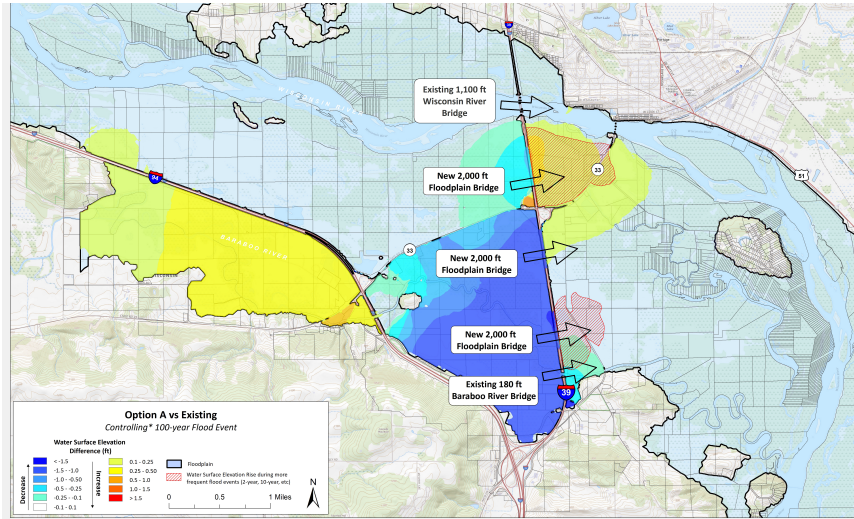 Existing 1,100 ft
Wisconsin River
Bridge
New 2,000 ft
Floodplain Bridge
33
51
94
BARABOO RIVER
33
New 2,000 ft
Floodplain Bridge
New 2,000 ft
Floodplain Bridge
Existing 180 ft
Baraboo River Bridge
39
Option A vs Existing
Controlling* 100-year Flood Event
Water Surface Elevation
Difference (ft)
Decrease
< -1.5
-1.5 - -1.0
-1.0 - -0.50
-0.5 - -0.25
-0.25 - -0.1
-0.1 - 0.1
Increase
0.1 - 0.25
0.25 - 0.50
0.5 - 1.0
1.0 - 1.5
> 1.5
Floodplain
Water Surface Elevation Rise during more
frequent flood events (2-year, 10-year, etc)
0 0.5 1 Miles
N